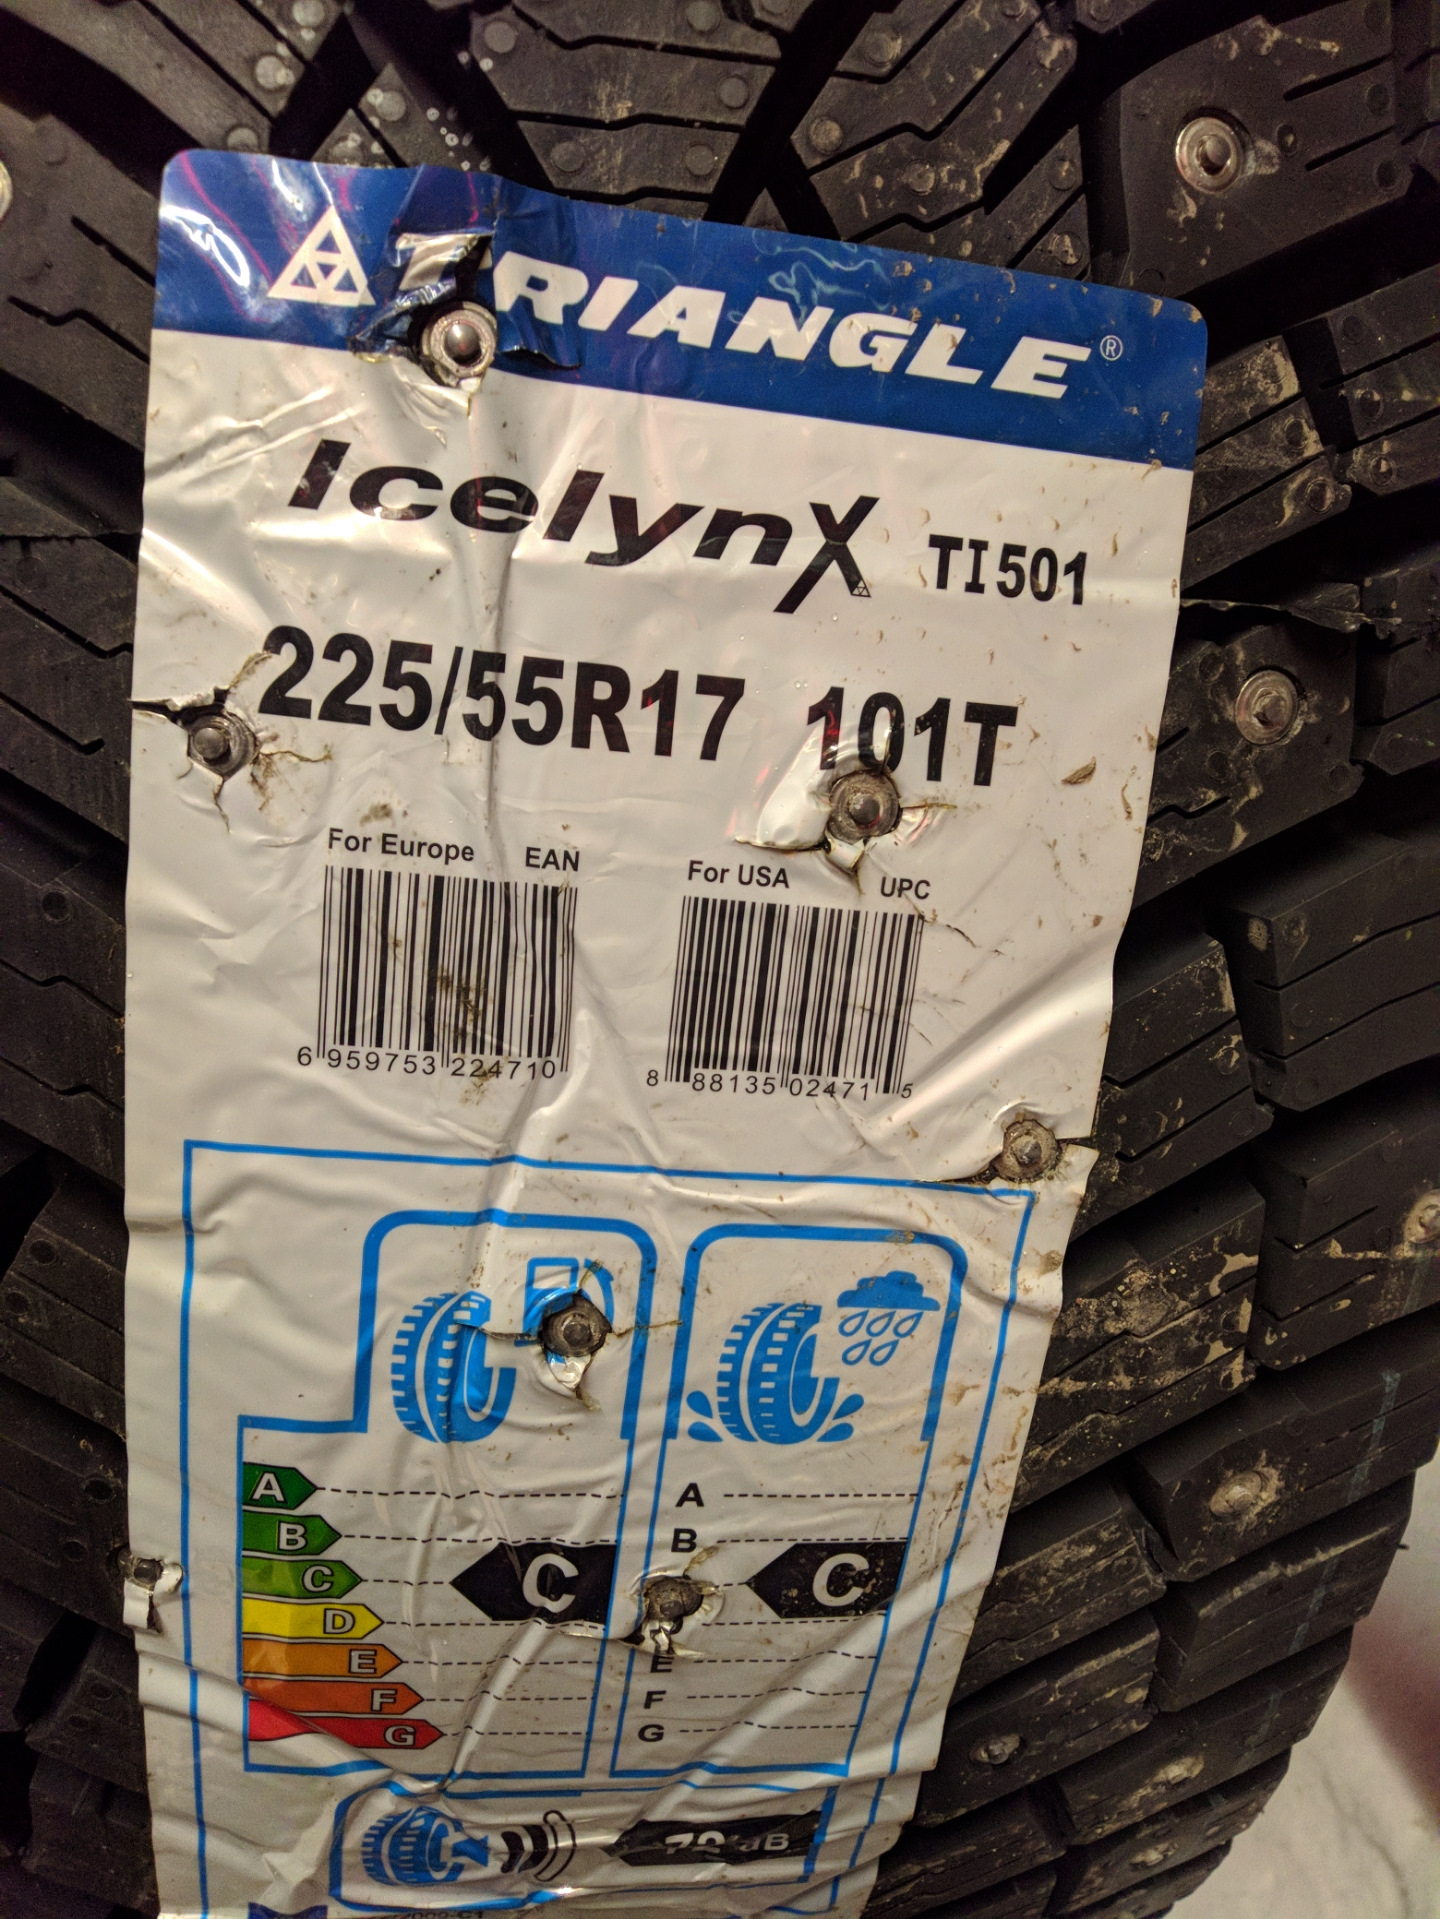 TRIANGLE®
IcelynX TI501
225/55R17 101T
For Europe EAN
For USA UPC
6 959753 224710
8 88135 02471 5
A
B
C
D
E
F
G
C
A
B
E
F
G
C
dB